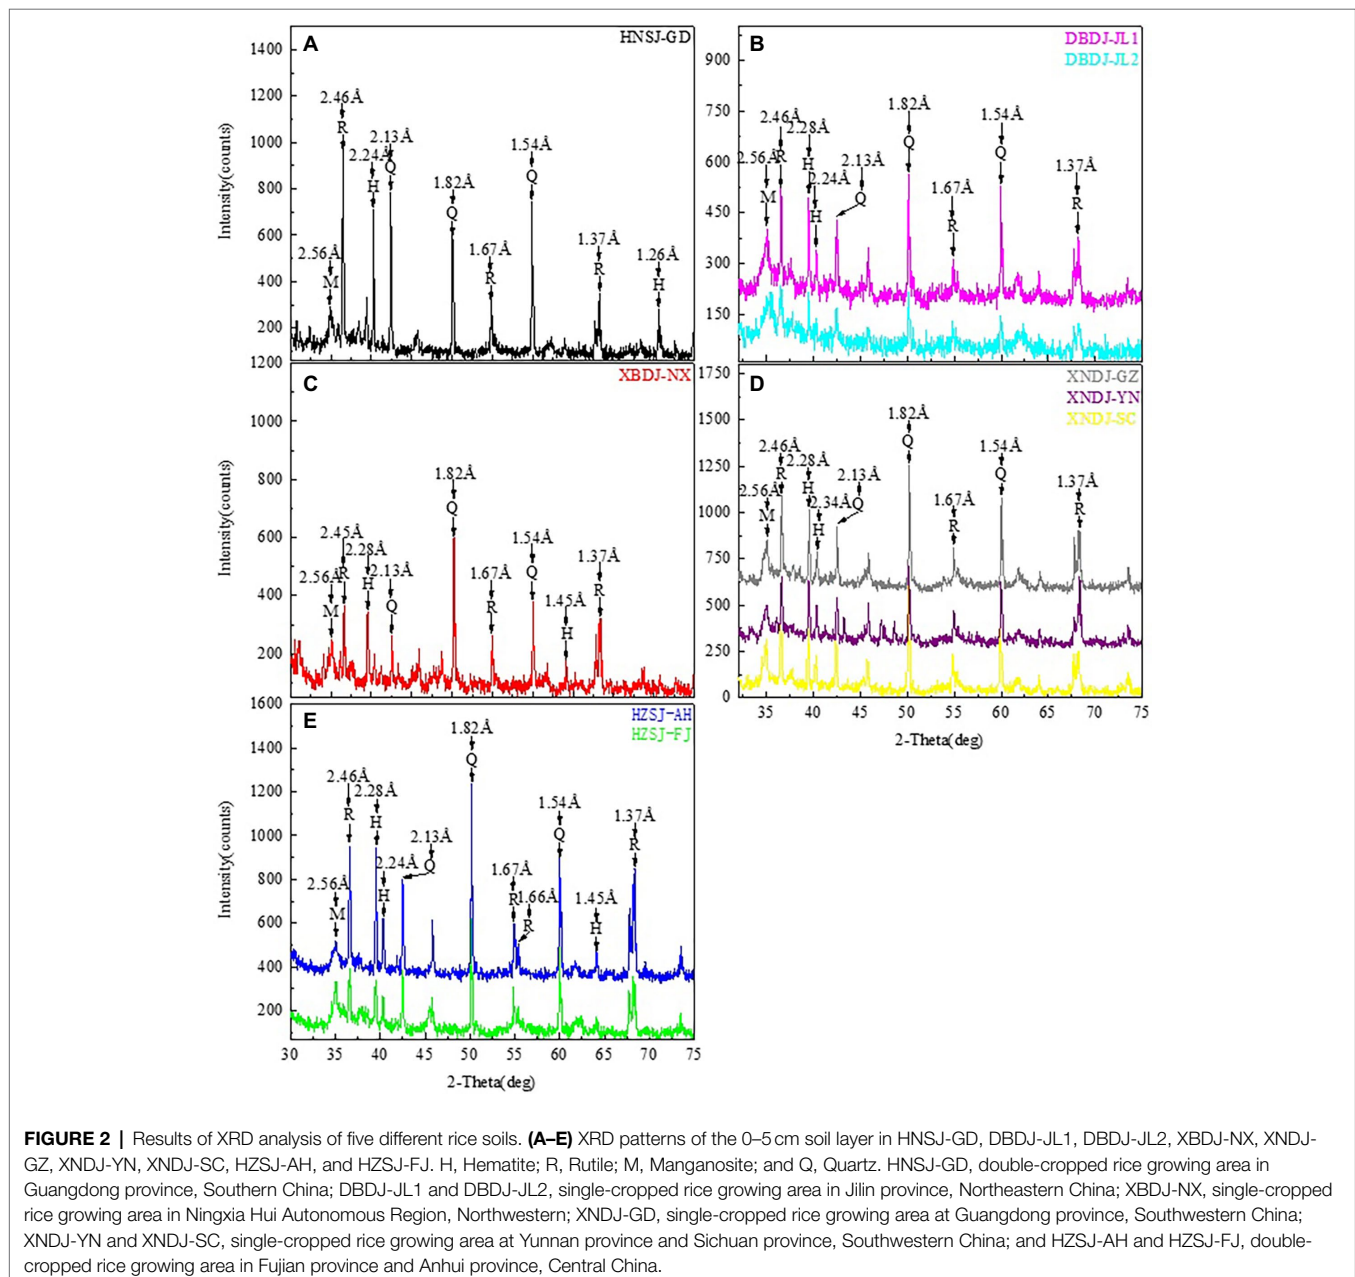 A
HNSJ-GD
1400
1200
1000
800
600
400
200
Intensity(counts)
2.56Å
M
2.46Å
R
2.24Å
H
2.13Å
Q
1.82Å
Q
1.67Å
R
1.54Å
Q
1.37Å
R
1.26Å
H
B
DBDJ-JL1
DBDJ-JL2
900
750
600
450
300
150
Intensity(counts)
2.56Å
M
2.46Å
R
2.28Å
H
2.24Å
H
2.13Å
Q
1.82Å
Q
1.67Å
R
1.54Å
Q
1.37Å
R
C
XBDJ-NX
1200
1000
800
600
400
200
Intensity(counts)
2.56Å
M
2.45Å
R
2.28Å
H
2.13Å
Q
1.82Å
Q
1.67Å
R
1.54Å
Q
1.45Å
H
1.37Å
R
D
XNDJ-GZ
XNDJ-YN
XNDJ-SC
1750
1500
1250
1000
750
500
250
0
Intensity(counts)
2.56Å
M
2.46Å
R
2.28Å
H
2.34Å
H
2.13Å
Q
1.82Å
Q
1.67Å
R
1.54Å
Q
1.37Å
R
35 40 45 50 55 60 65 70 75
2-Theta(deg)
E
HZSJ-AH
HZSJ-FJ
1600
1400
1200
1000
800
600
400
200
Intensity(counts)
2.56Å
M
2.46Å
R
2.28Å
H
2.24Å
H
2.13Å
Q
1.82Å
Q
1.67Å
R
1.66Å
R
1.54Å
Q
1.45Å
H
1.37Å
R
30 35 40 45 50 55 60 65 70 75
2-Theta(deg)
FIGURE 2 | Results of XRD analysis of five different rice soils. (A–E) XRD patterns of the 0–5 cm soil layer in HNSJ-GD, DBDJ-JL1, DBDJ-JL2, XBDJ-NX, XNDJ-
GZ, XNDJ-YN, XNDJ-SC, HZSJ-AH, and HZSJ-FJ. H, Hematite; R, Rutile; M, Manganosite; and Q, Quartz. HNSJ-GD, double-cropped rice growing area in
Guangdong province, Southern China; DBDJ-JL1 and DBDJ-JL2, single-cropped rice growing area in Jilin province, Northeastern China; XBDJ-NX, single-cropped
rice growing area in Ningxia Hui Autonomous Region, Northwestern; XNDJ-GD, single-cropped rice growing area at Guangdong province, Southwestern China;
XNDJ-YN and XNDJ-SC, single-cropped rice growing area at Yunnan province and Sichuan province, Southwestern China; and HZSJ-AH and HZSJ-FJ, double-
cropped rice growing area in Fujian province and Anhui province, Central China.